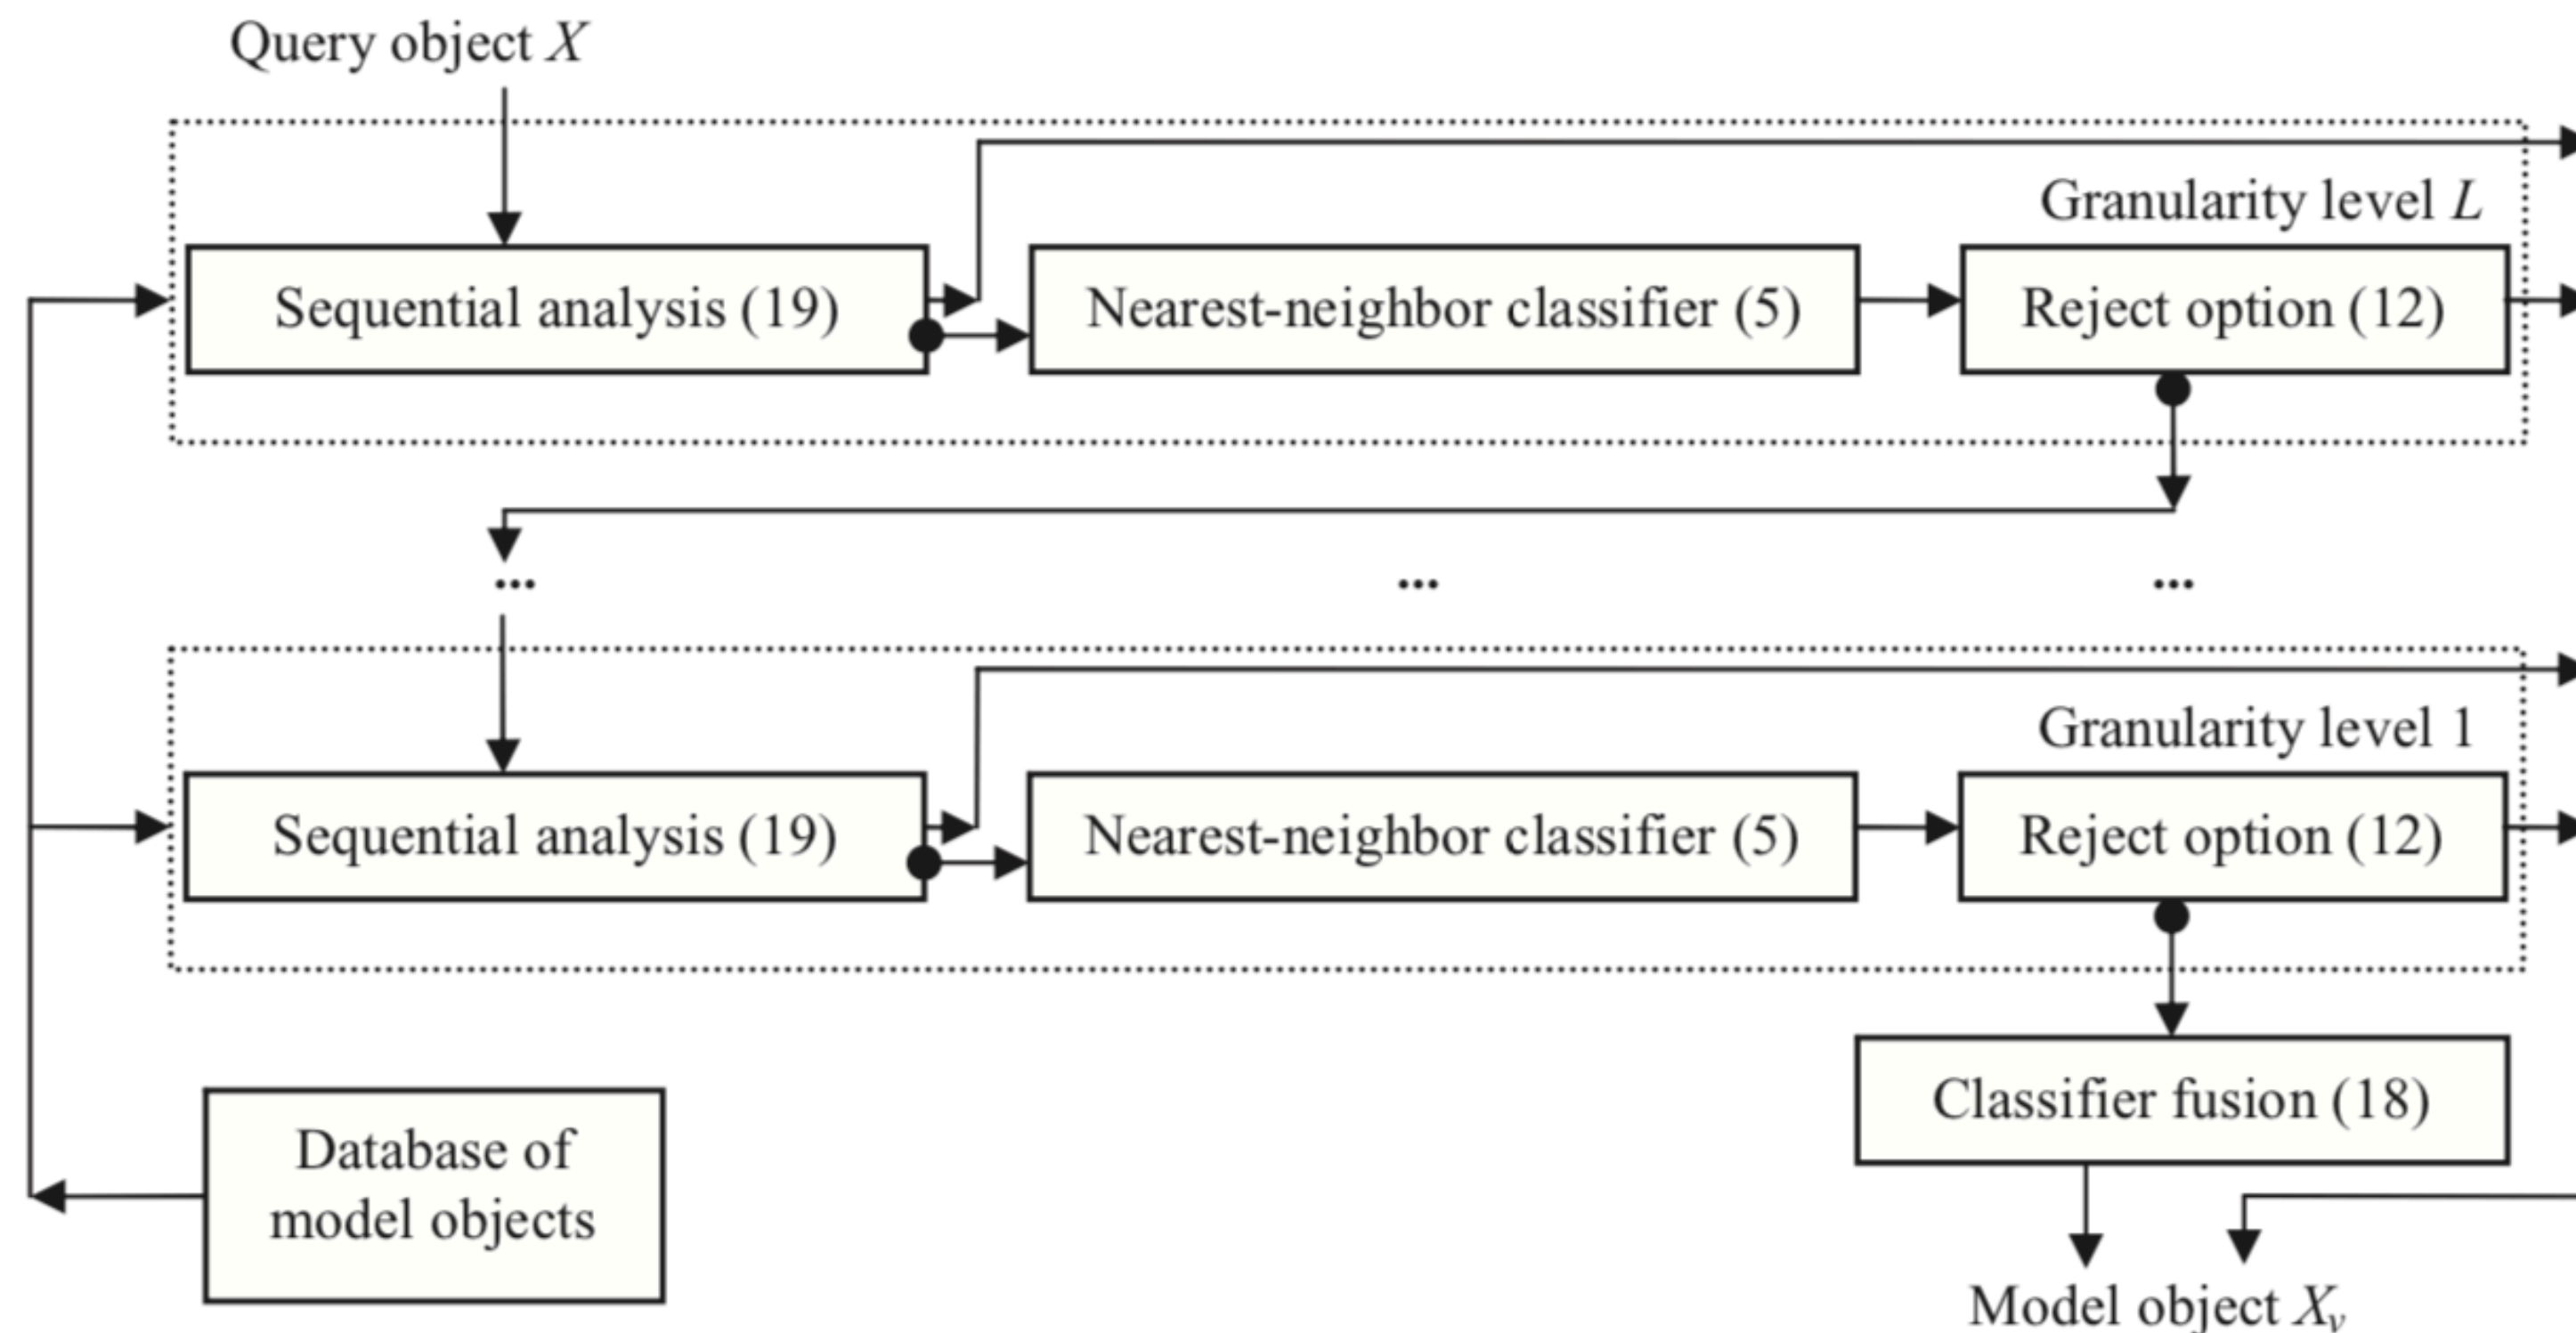 Query object X
Granularity level L
Sequential analysis (19)
Nearest-neighbor classifier (5)
Reject option (12)
... ... ...
Granularity level 1
Sequential analysis (19)
Nearest-neighbor classifier (5)
Reject option (12)
Classifier fusion (18)
Database of
model objects
Model object Xν